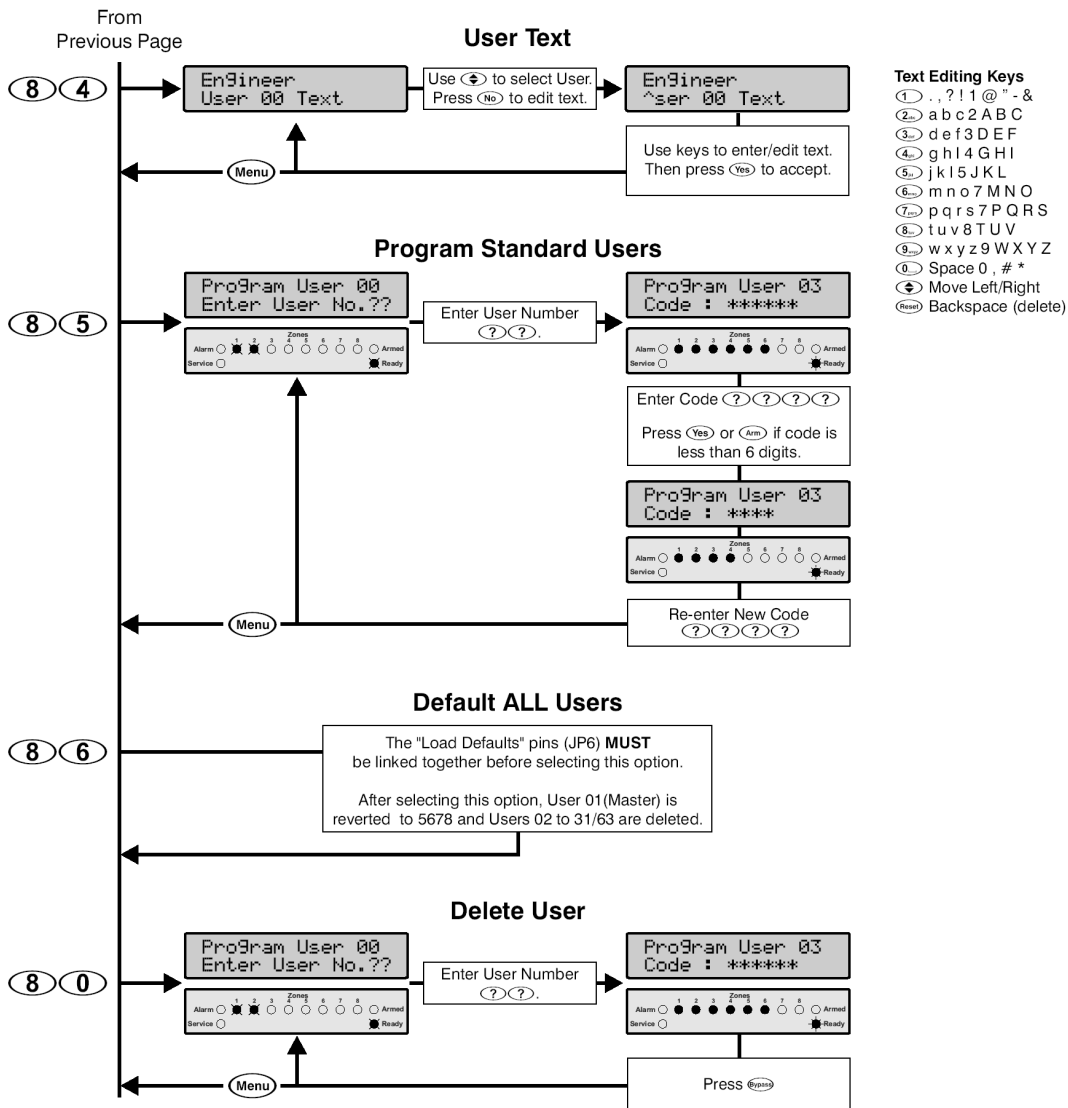 From
Previous Page
User Text
8 4
Engineer
User 00 Text
Use to select User.
Press No to edit text.
Engineer
^ser 00 Text
Use keys to enter/edit text.
Then press Yes to accept.
Menu
Text Editing Keys
1 . , ? ! 1 @ " - &
2abc a b c 2 A B C
3def d e f 3 D E F
4ghi g h I 4 G H I
5jkl j k l 5 J K L
6mno m n o 7 M N O
7pqrs p q r s 7 P Q R S
8tuv t u v 8 T U V
9wxyz w x y z 9 W X Y Z
0 Space 0 , # *
Move Left/Right
Reset Backspace (delete)
Program Standard Users
8 5
Program User 00
Enter User No.??
Zones
1 2 3 4 5 6 7 8
Alarm Armed
Service Ready
Enter User Number
? ? .
Program User 03
Code : ******
Zones
1 2 3 4 5 6 7 8
Alarm Armed
Service Ready
Enter Code ? ? ? ?
Press Yes or Arm if code is
less than 6 digits.
Program User 03
Code : ****
Zones
1 2 3 4 5 6 7 8
Alarm Armed
Service Ready
Re-enter New Code
? ? ? ?
Menu
Default ALL Users
8 6
The "Load Defaults" pins (JP6) MUST
be linked together before selecting this option.
After selecting this option, User 01(Master) is
reverted to 5678 and Users 02 to 31/63 are deleted.
Delete User
8 0
Program User 00
Enter User No.??
Zones
1 2 3 4 5 6 7 8
Alarm Armed
Service Ready
Enter User Number
? ? .
Program User 03
Code : ******
Zones
1 2 3 4 5 6 7 8
Alarm Armed
Service Ready
Press Bypass
Menu